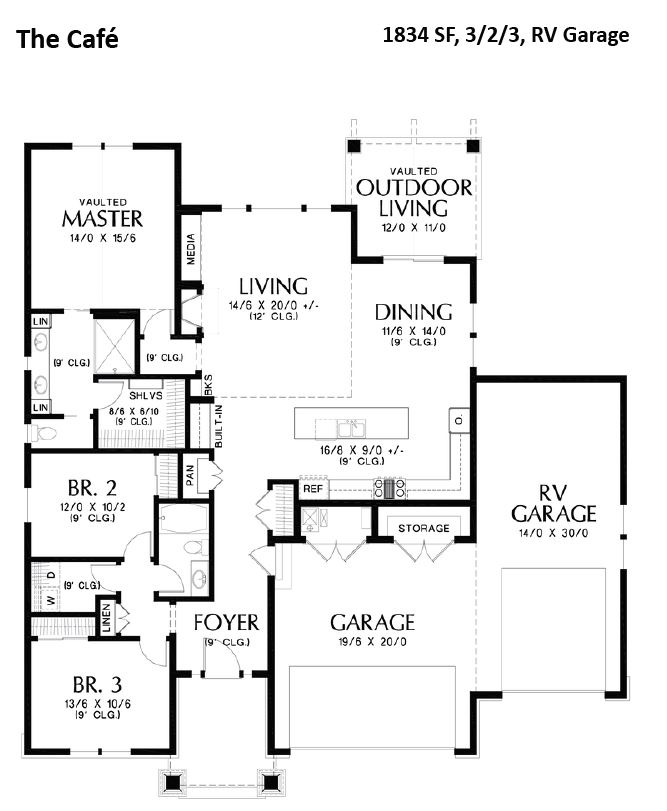 The Café
1834 SF, 3/2/3, RV Garage
VAULTED
MASTER
14/0 X 15/6
VAULTED
OUTDOOR
LIVING
12/0 X 11/0
MEDIA
LIVING
14/6 X 20/0 +/-
(12' CLG.)
DINING
11/6 X 14/0
(9' CLG.)
LIN
(9' CLG.)
(9' CLG.)
LIN
SHLVS
8/6 X 6/10
(9' CLG.)
BKS
BUILT-IN
O
16/8 X 9/0 +/-
(9' CLG.)
REF
PAN
BR. 2
12/0 X 10/2
(9' CLG.)
RV
GARAGE
14/0 X 30/0
STORAGE
W D
(9' CLG.)
LINEN
FOYER
(9' CLG.)
GARAGE
19/6 X 20/0
BR. 3
13/6 X 10/6
(9' CLG.)